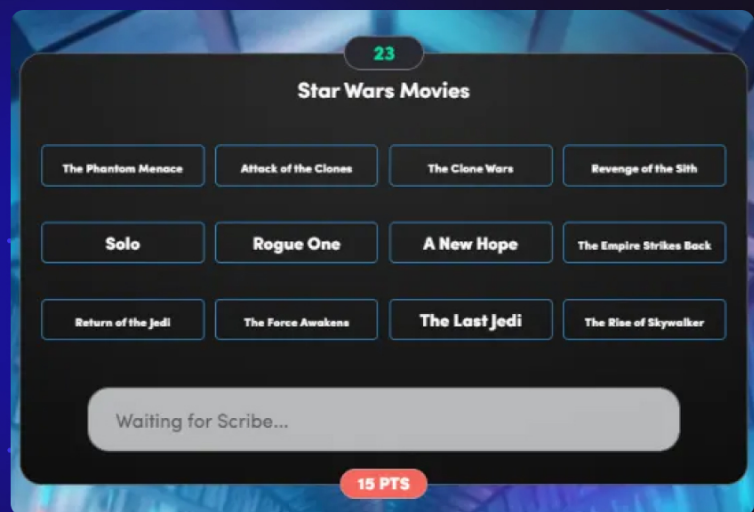 23
Star Wars Movies
The Phantom Menace
Attack of the Clones
The Clone Wars
Revenge of the Sith
Solo
Rogue One
A New Hope
The Empire Strikes Back
Return of the Jedi
The Force Awakens
The Last Jedi
The Rise of Skywalker
Waiting for Scribe...
15 PTS